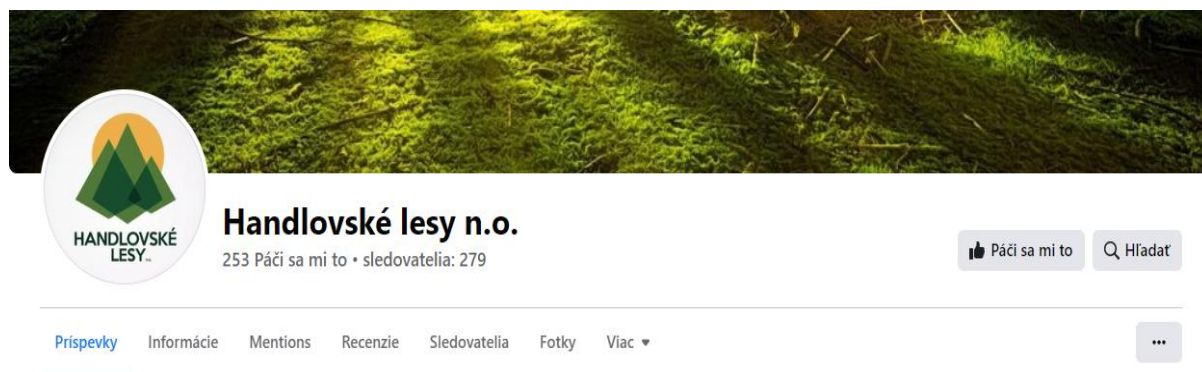 HANDLOVSKÉ
LESY
Handlovské lesy n.o.
253 Páči sa mi to • sledovatelia: 279
Páči sa mi to
Hľadať
Príspevky Informácie Mentions Recenzie Sledovatelia Fotky Viac